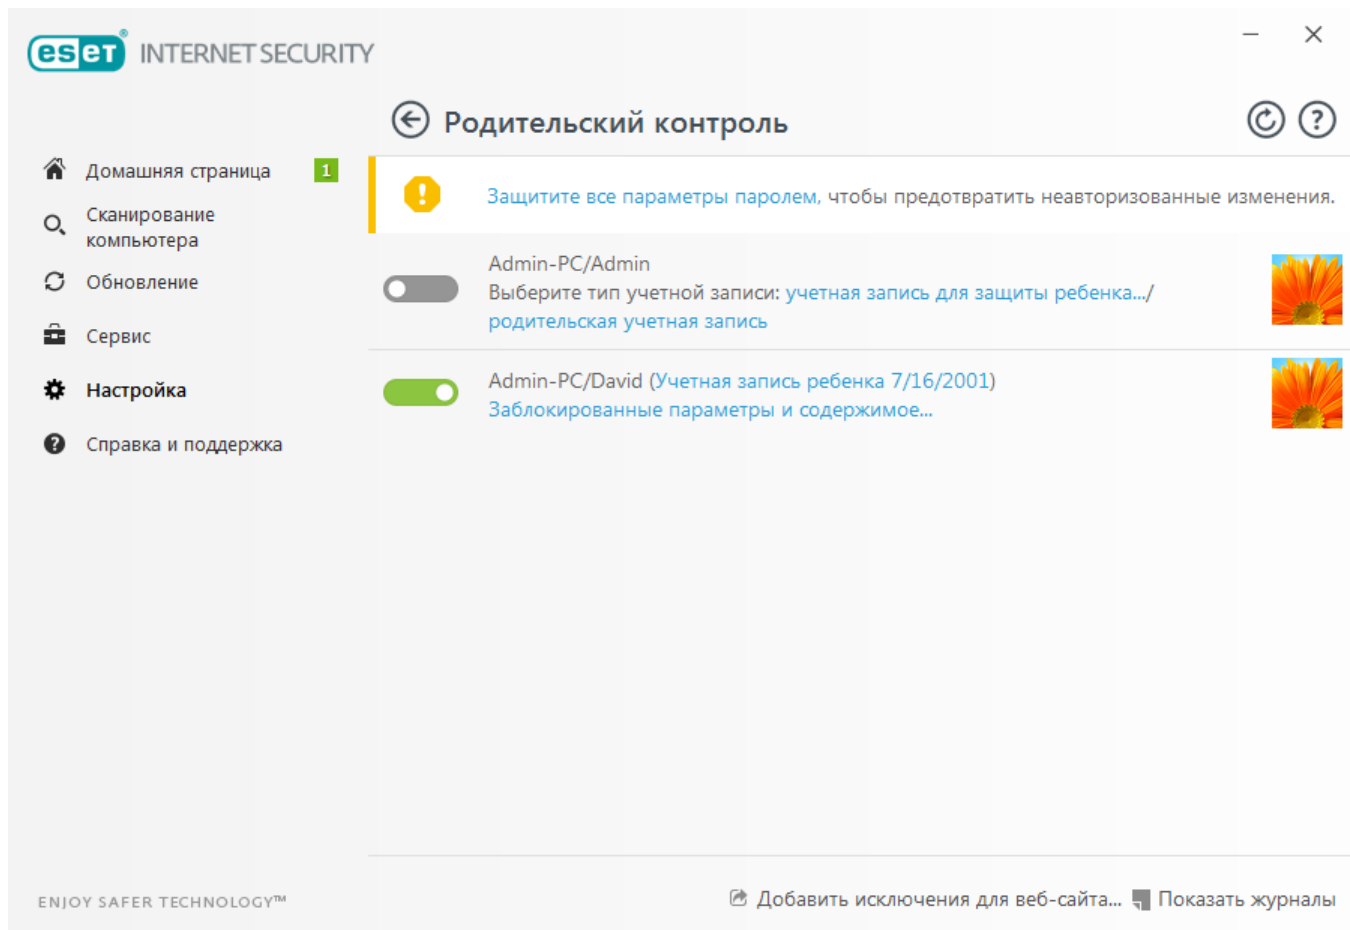 eset® INTERNET SECURITY
Родительский контроль
?
Домашняя страница 1
Сканирование
компьютера
Обновление
Сервис
Настройка
Справка и поддержка
Защитите все параметры паролем, чтобы предотвратить неавторизованные изменения.
Admin-PC/Admin
Выберите тип учетной записи: учетная запись для защиты ребенка.../
родительская учетная запись
Admin-PC/David (Учетная запись ребенка 7/16/2001)
Заблокированные параметры и содержимое...
ENJOY SAFER TECHNOLOGY™
Добавить исключения для веб-сайта... Показать журналы